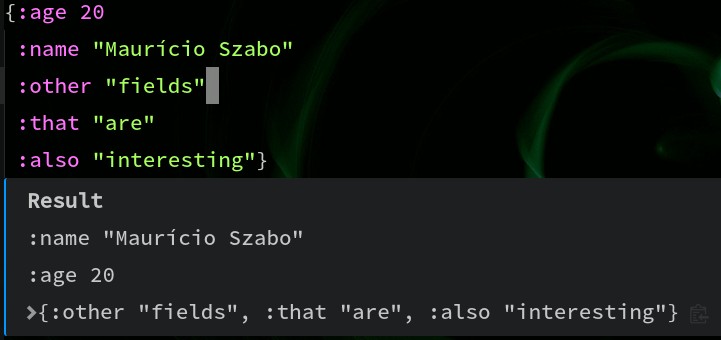 {:age 20
:name "Maurício Szabo"
:other "fields"
:that "are"
:also "interesting"}
Result
:name "Maurício Szabo"
:age 20
{:other "fields", :that "are", :also "interesting"}